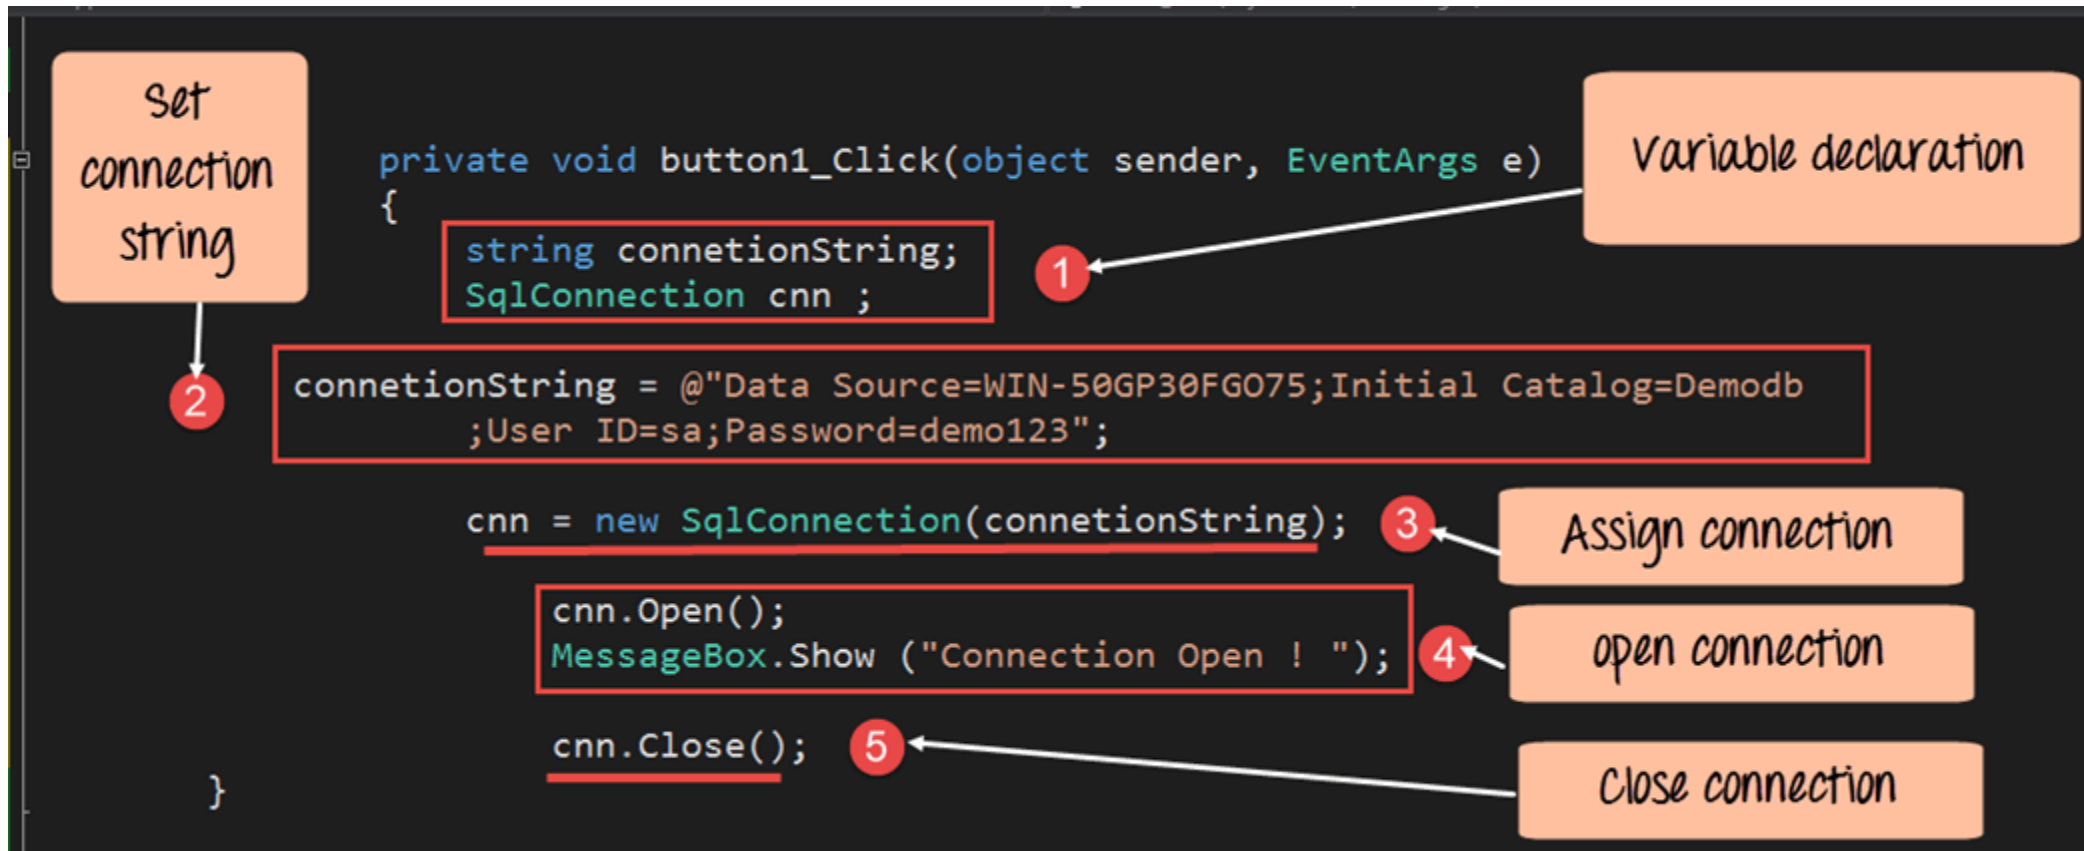 Set
connection
string
private void button1_Click(object sender, EventArgs e)
Variable declaration
{
string connetionString;
SqlConnection cnn ;
1
2
connetionString = @"Data Source=WIN-50GP30FGO75;Initial Catalog=Demodb
;User ID=sa;Password=demo123";
cnn = new SqlConnection(connetionString);
3
Assign connection
cnn.Open();
MessageBox.Show ("Connection Open ! ");
4
open connection
cnn.Close();
5
Close connection
}